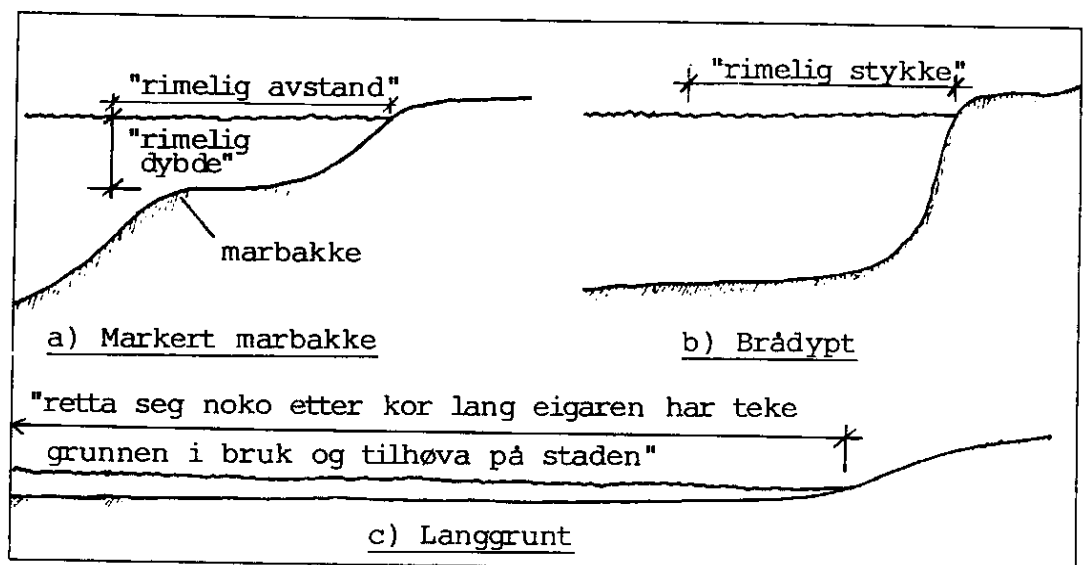 "rimelig avstand"
"rimelig
dybde"
marbakke
a) Markert marbakke
"rimelig stykke"
b) Brådypt
"retta seg noko etter kor lang eigaren har teke
grunnen i bruk og tilhøva på staden"
c) Langgrunt